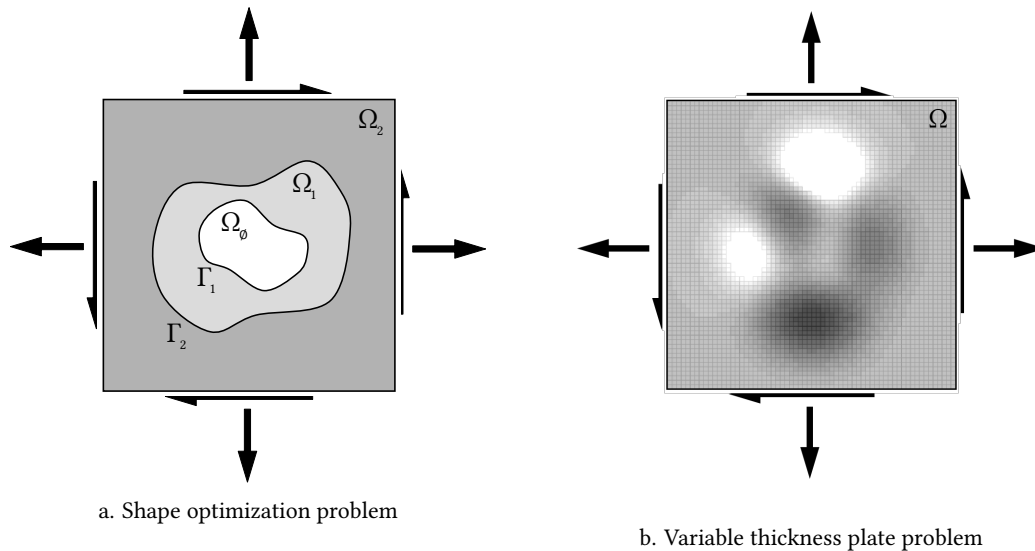 Ω₂
Ω
Ω₁
Ω∅
Γ₁
Γ₂
a. Shape optimization problem
b. Variable thickness plate problem